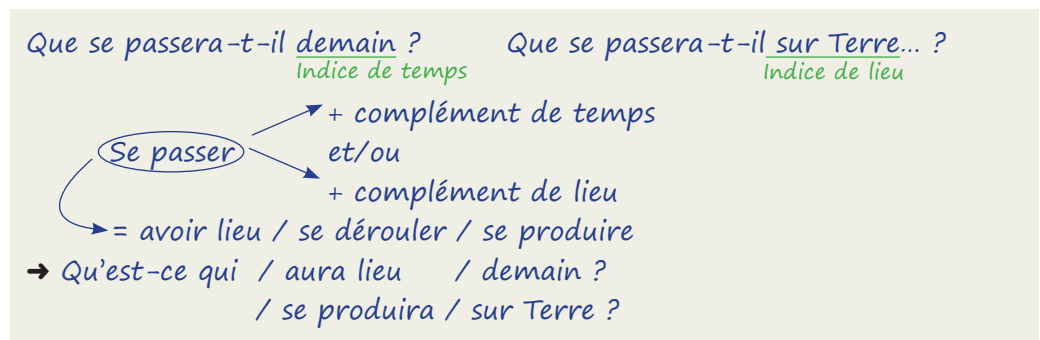 Que se passera-t-il demain ? Que se passera-t-il sur Terre... ?
Indice de temps Indice de lieu
+ complément de temps
Se passer et/ou
+ complément de lieu
= avoir lieu / se dérouler / se produire
➜ Qu'est-ce qui / aura lieu / demain ?
/ se produira / sur Terre ?